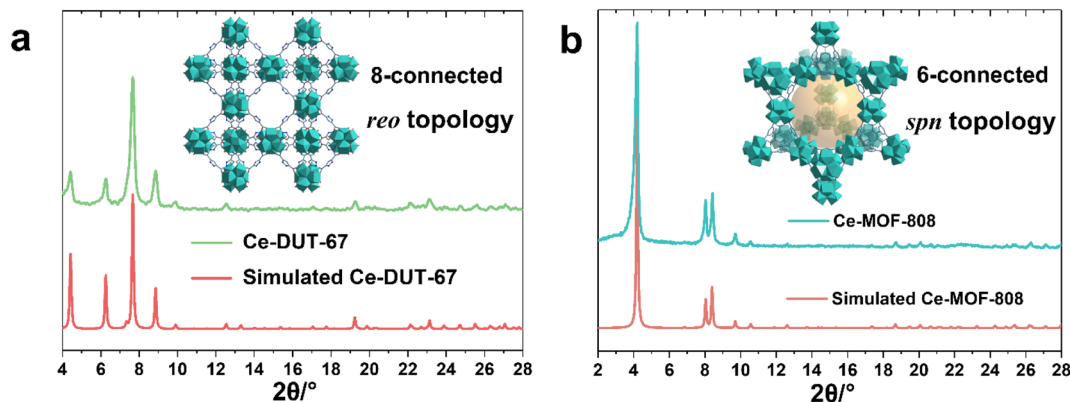 a
8-connected
reo topology
Ce-DUT-67
Simulated Ce-DUT-67
4 6 8 10 12 14 16 18 20 22 24 26 28
2θ/°
b
6-connected
spn topology
Ce-MOF-808
Simulated Ce-MOF-808
2 4 6 8 10 12 14 16 18 20 22 24 26 28
2θ/°